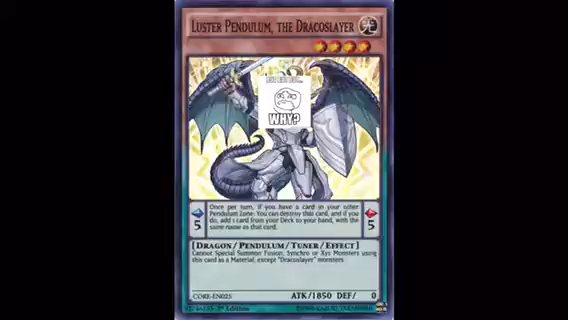 Luster Pendulum, the Dracoslayer
WHY?
Once per turn, if you have a card in your other
Pendulum Zone: You can destroy this card, and if you
do, add 1 card from your Deck to your hand, with the
same name as that card.
5
5
[Dragon/Pendulum/Tuner/Effect]
Cannot Special Summon Fusion, Synchro or Xyz Monsters using
this card as a Material, except "Dracoslayer" monsters.
CORE-EN025
ATK/1850 DEF/ 0
1st Edition